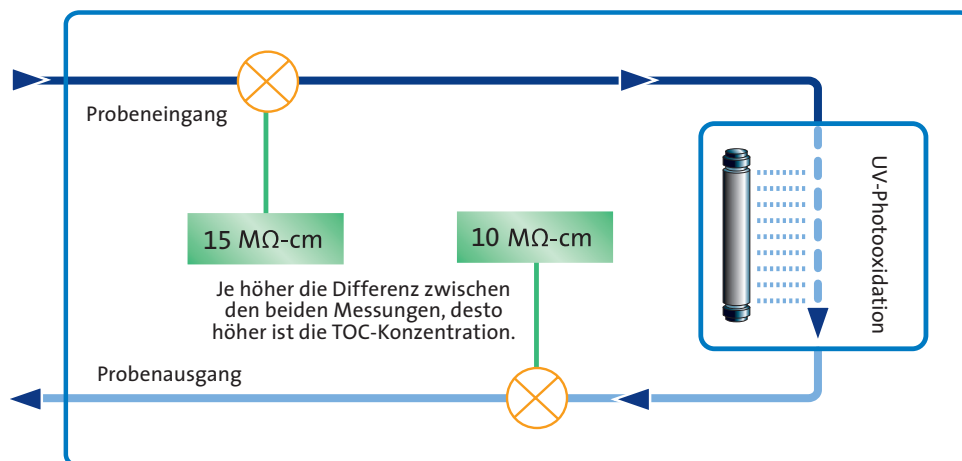 Probeneingang
UV-Photooxidation
15 MΩ-cm
10 MΩ-cm
Je höher die Differenz zwischen
den beiden Messungen, desto
höher ist die TOC-Konzentration.
Probenausgang